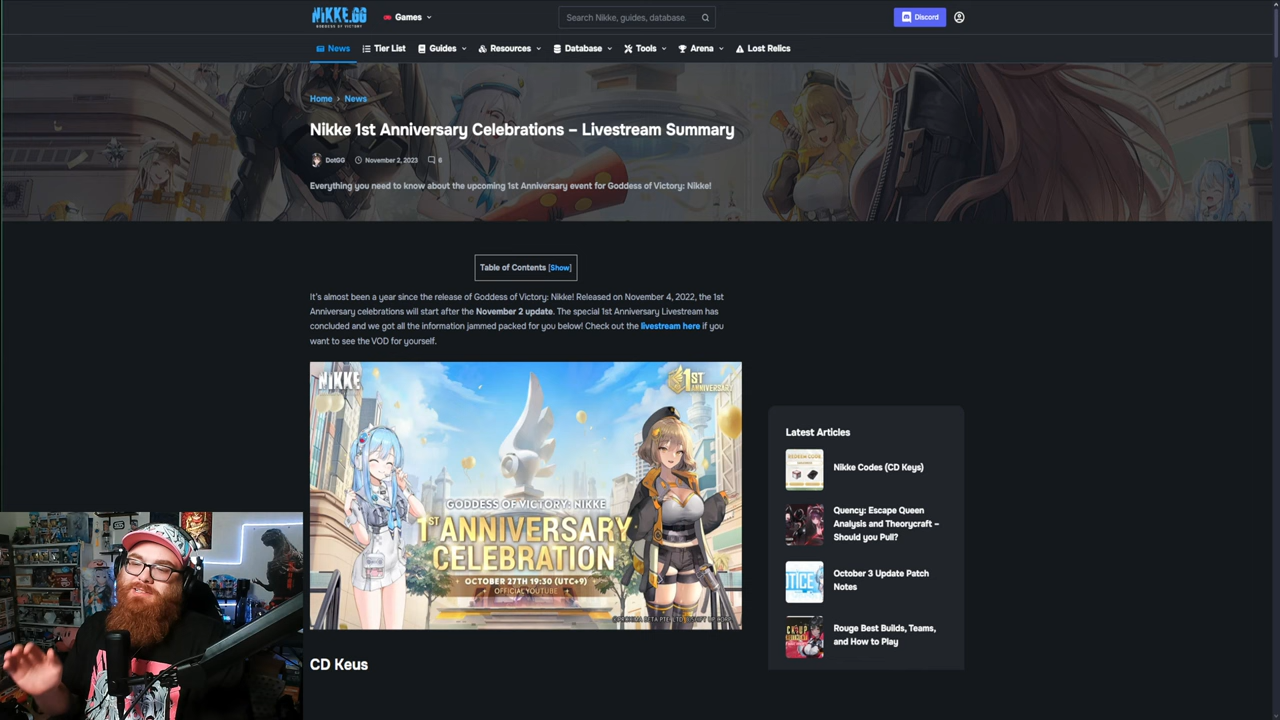 NiKKE.GG
GODDESS OF VICTORY
Games
Search Nikke, guides, database.
Discord
News
Tier List
Guides
Resources
Database
Tools
Arena
Lost Relics
Home > News
Nikke 1st Anniversary Celebrations – Livestream Summary
DotGG
November 2, 2023
6
Everything you need to know about the upcoming 1st Anniversary event for Goddess of Victory: Nikke!
Table of Contents [Show]
It's almost been a year since the release of Goddess of Victory: Nikke! Released on November 4, 2022, the 1st
Anniversary celebrations will start after the November 2 update. The special 1st Anniversary Livestream has
concluded and we got all the information jammed packed for you below! Check out the livestream here if you
want to see the VOD for yourself.
NIKKE
1ST
ANNIVERSARY
GODDESS OF VICTORY: NIKKE
1ST ANNIVERSARY
CELEBRATION
OCTOBER 27TH 19:30 (UTC+9)
OFFICIAL YOUTUBE
CD Keus
Latest Articles
Nikke Codes (CD Keys)
Quency: Escape Queen
Analysis and Theorycraft –
Should you Pull?
October 3 Update Patch
Notes
Rouge Best Builds, Teams,
and How to Play